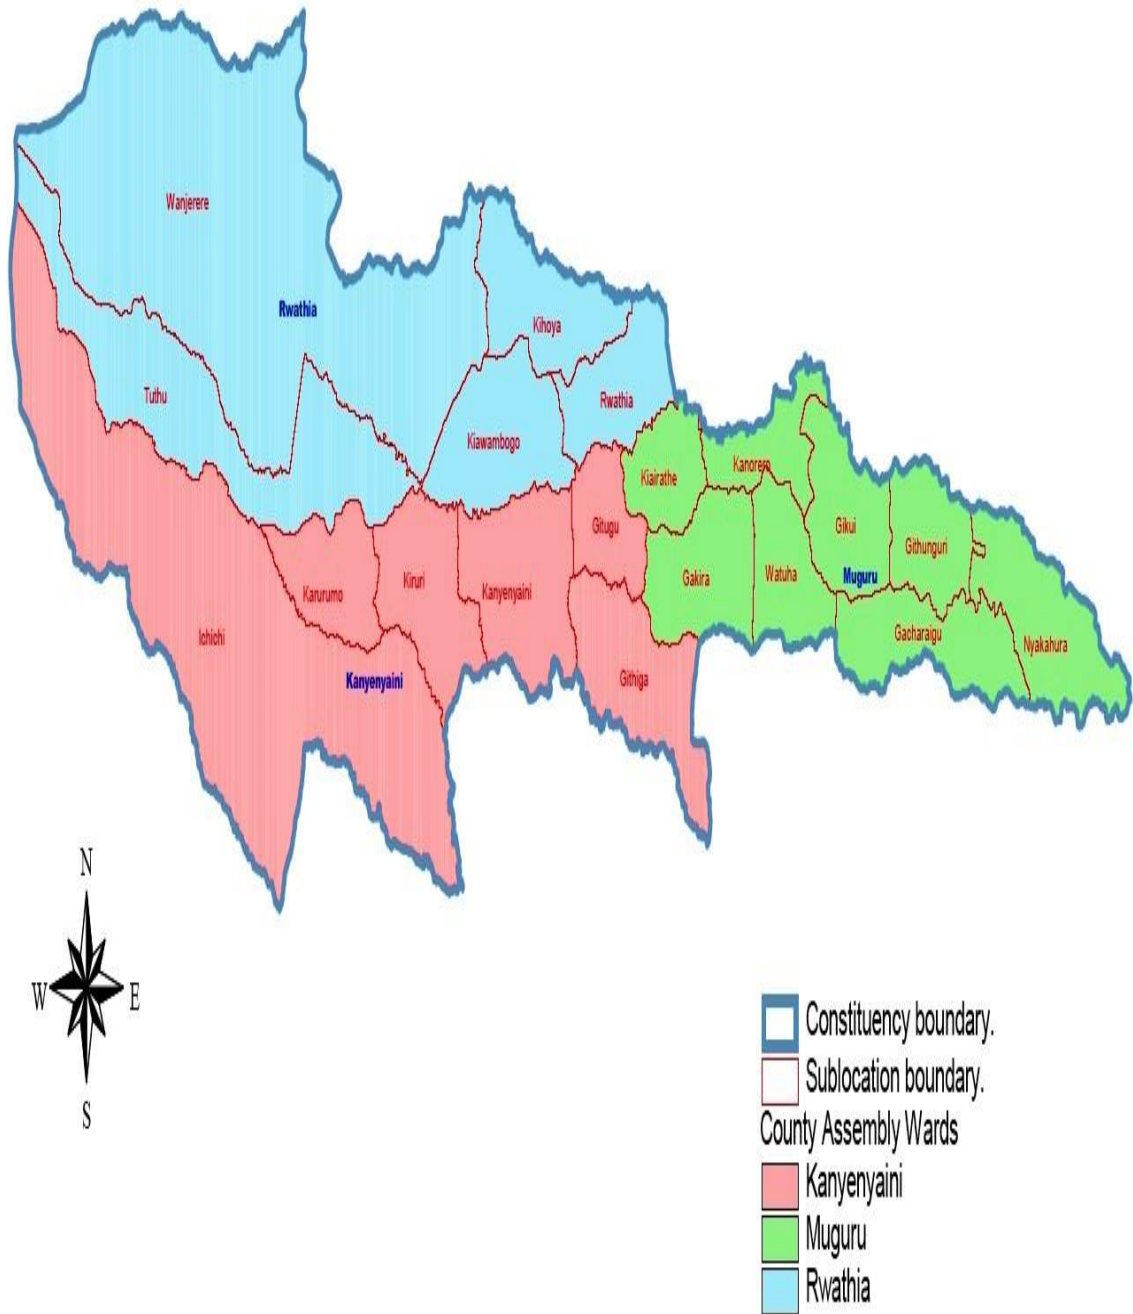 Wanjerere
Rwathia
Kihoya
Tuthu
Rwathia
Kiawambogo
Kanorero
Kiairathe
Gitugu
Gikui
Githunguri
Gakira
Watuha
Muguru
Kiruri
Karurumo
Kanyenyaini
Ichichi
Gacharaigu
Nyakahura
Kanyenyaini
Githiga
N
W
E
S
Constituency boundary.
Sublocation boundary.
County Assembly Wards
Kanyenyaini
Muguru
Rwathia